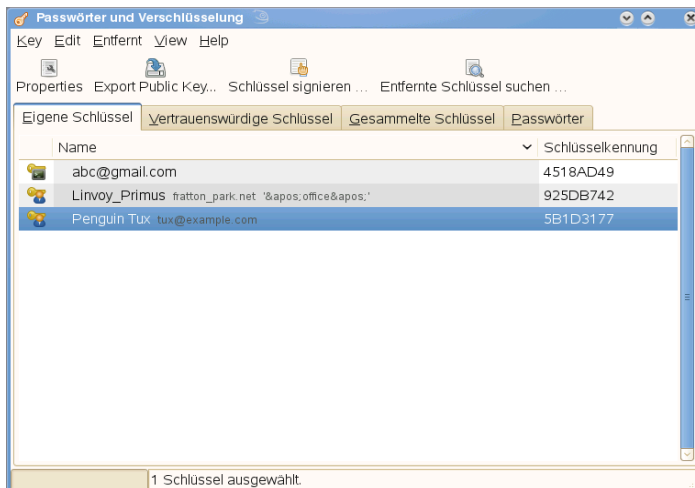 Passwörter und Verschlüsselung
Key Edit Entfernt View Help
Properties Export Public Key... Schlüssel signieren ... Entfernte Schlüssel suchen ...
Eigene Schlüssel Vertrauenswürdige Schlüssel Gesammelte Schlüssel Passwörter
Name Schlüsselkennung
abc@gmail.com 4518AD49
Linvoy_Primus fratton_park.net '&apos;office&apos;' 925DB742
Penguin Tux tux@example.com 5B1D3177
1 Schlüssel ausgewählt.